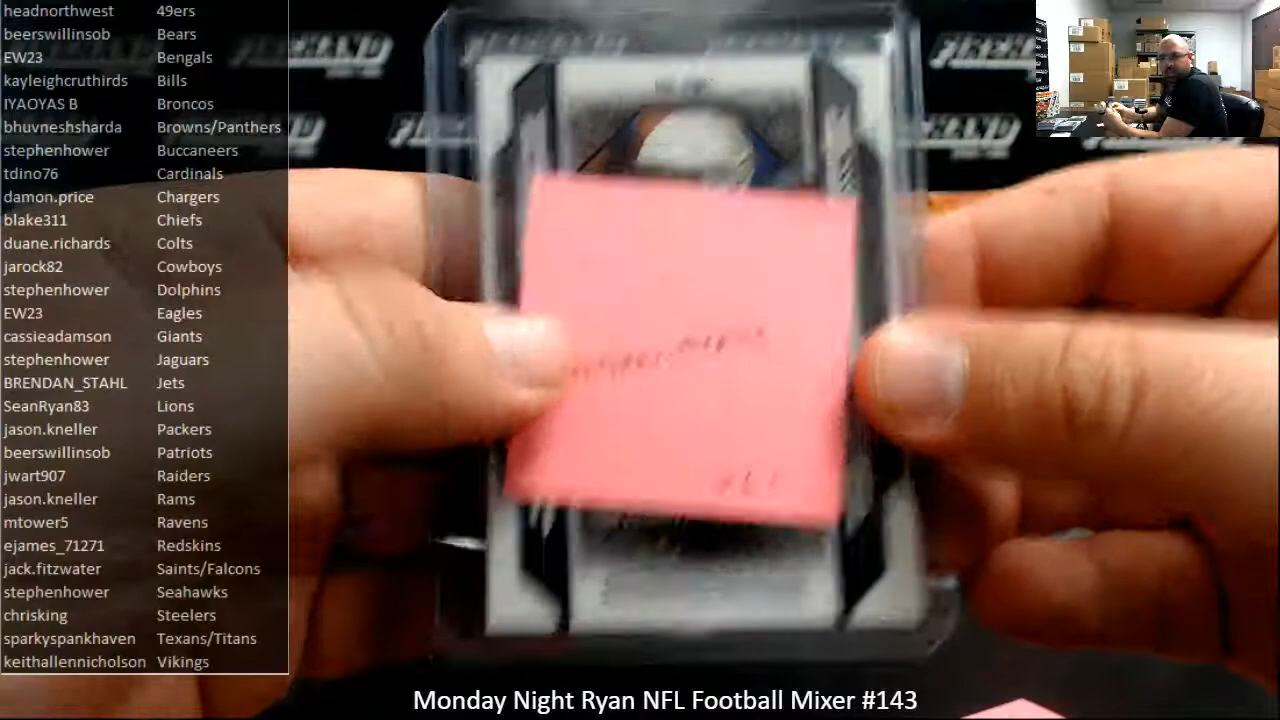 headnorthwest 49ers
beerswillinsob Bears
EW23 Bengals
kayleighcruthirds Bills
IYAOYAS B Broncos
bhuvneshsharda Browns/Panthers
stephenhower Buccaneers
tdino76 Cardinals
damon.price Chargers
blake311 Chiefs
duane.richards Colts
jarock82 Cowboys
stephenhower Dolphins
EW23 Eagles
cassieadamson Giants
stephenhower Jaguars
BRENDAN_STAHL Jets
SeanRyan83 Lions
jason.kneller Packers
beerswillinsob Patriots
jwart907 Raiders
jason.kneller Rams
mtower5 Ravens
ejames_71271 Redskins
jack.fitzwater Saints/Falcons
stephenhower Seahawks
chrisking Steelers
sparkyspankhaven Texans/Titans
keithallennicholson Vikings
FIREHAND
FIREHAND
Monday Night Ryan NFL Football Mixer #143